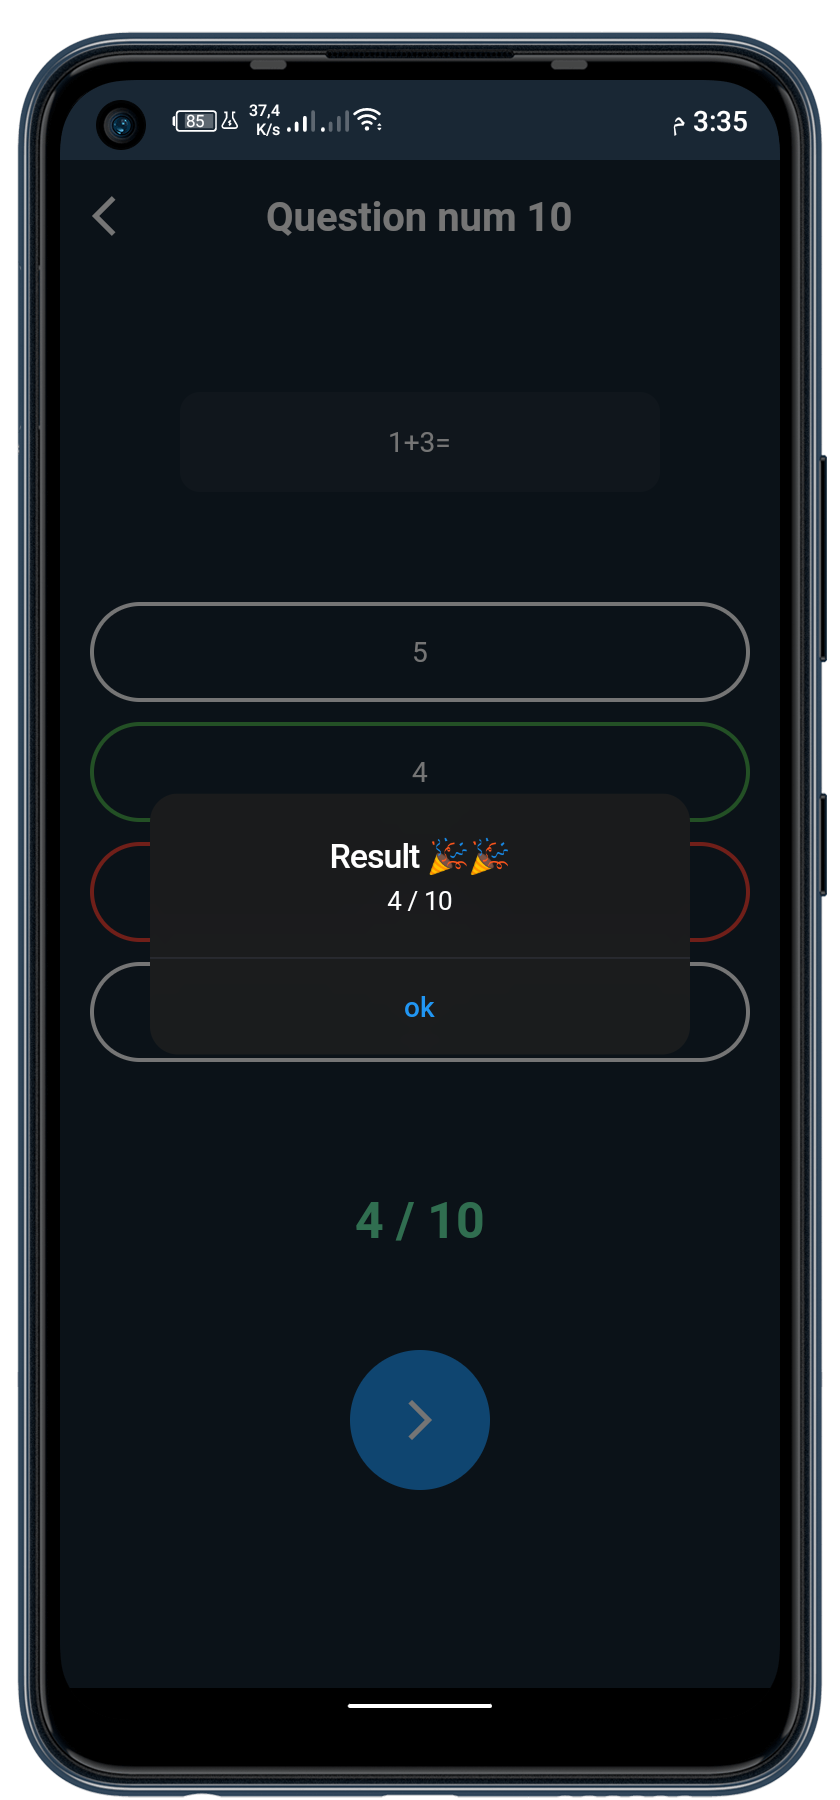 85
37,4
K/s
3:35 م
Question num 10
1+3=
5
4
Result 🎉🎉
4 / 10
ok
4 / 10